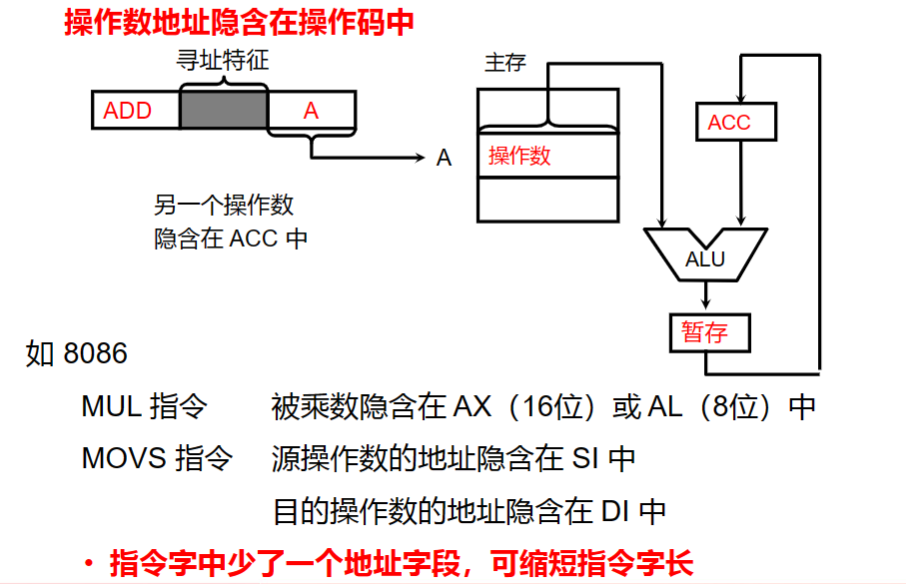 操作数地址隐含在操作码中
寻址特征
ADD
A
A
主存
操作数
ACC
ALU
暂存
另一个操作数
隐含在 ACC 中
如 8086
MUL 指令 被乘数隐含在 AX（16位）或 AL（8位）中
MOVS 指令 源操作数的地址隐含在 SI 中
目的操作数的地址隐含在 DI 中
• 指令字中少了一个地址字段，可缩短指令字长